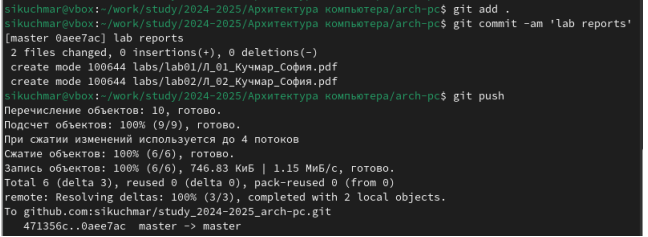 sikuchmar@vbox:~/work/study/2024-2025/Архитектура компьютера/arch-pc$ git add .
sikuchmar@vbox:~/work/study/2024-2025/Архитектура компьютера/arch-pc$ git commit -am 'lab reports'
[master 0aee7ac] lab reports
 2 files changed, 0 insertions(+), 0 deletions(-)
 create mode 100644 labs/lab01/Л_01_Кучмар_София.pdf
 create mode 100644 labs/lab02/Л_02_Кучмар_София.pdf
sikuchmar@vbox:~/work/study/2024-2025/Архитектура компьютера/arch-pc$ git push
Перечисление объектов: 10, готово.
Подсчет объектов: 100% (9/9), готово.
При сжатии изменений используется до 4 потоков
Сжатие объектов: 100% (6/6), готово.
Запись объектов: 100% (6/6), 746.83 КиБ | 1.15 МиБ/с, готово.
Total 6 (delta 3), reused 0 (delta 0), pack-reused 0 (from 0)
remote: Resolving deltas: 100% (3/3), completed with 2 local objects.
To github.com:sikuchmar/study_2024-2025_arch-pc.git
   471356c..0aee7ac  master -> master